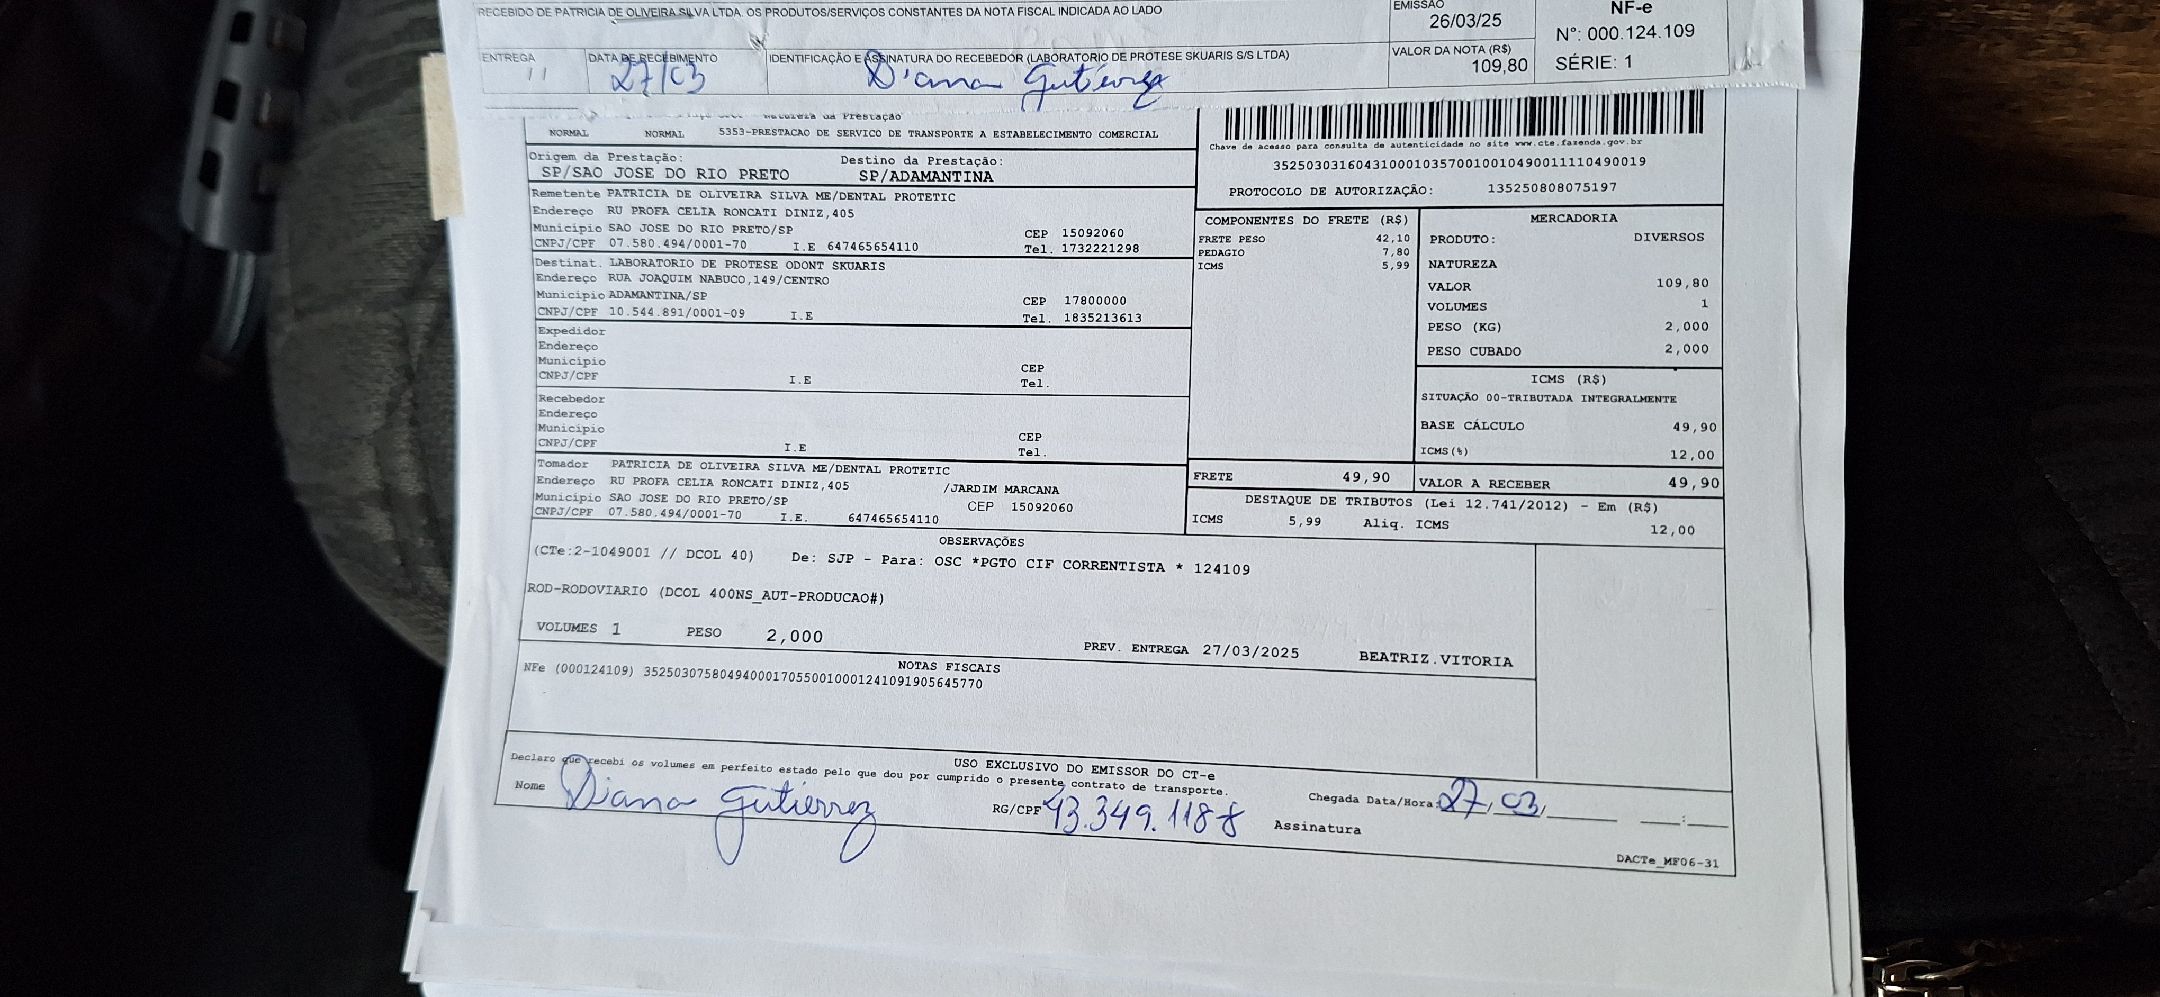 RECEBIDO DE PATRICIA DE OLIVEIRA SILVA LTDA. OS PRODUTOS/SERVIÇOS CONSTANTES DA NOTA FISCAL INDICADA AO LADO
EMISSÃO
26/03/25
VALOR DA NOTA (R$)
109,80
NF-e
Nº: 000.124.109
SÉRIE: 1
ENTREGA
/ /
DATA DE RECEBIMENTO
27/03
IDENTIFICAÇÃO E ASSINATURA DO RECEBEDOR (LABORATORIO DE PROTESE SKUARIS S/S LTDA)
Diana Gutierrez
Natureza da Prestação
NORMAL NORMAL 5353-PRESTACAO DE SERVICO DE TRANSPORTE A ESTABELECIMENTO COMERCIAL
Origem da Prestação: Destino da Prestação:
SP/SAO JOSE DO RIO PRETO SP/ADAMANTINA
Chave de acesso para consulta de autenticidade no site www.cte.fazenda.gov.br
35250303160431000103570010010490011110490019
PROTOCOLO DE AUTORIZAÇÃO: 135250808075197
Remetente PATRICIA DE OLIVEIRA SILVA ME/DENTAL PROTETIC
Endereço RU PROFA CELIA RONCATI DINIZ,405
Município SAO JOSE DO RIO PRETO/SP CEP 15092060
CNPJ/CPF 07.580.494/0001-70 I.E 647465654110 Tel. 1732221298
Destinat. LABORATORIO DE PROTESE ODONT SKUARIS
Endereço RUA JOAQUIM NABUCO,149/CENTRO
Município ADAMANTINA/SP CEP 17800000
CNPJ/CPF 10.544.891/0001-09 I.E Tel. 1835213613
Expedidor
Endereço
Município CEP
CNPJ/CPF I.E Tel.
Recebedor
Endereço
Município CEP
CNPJ/CPF I.E Tel.
Tomador PATRICIA DE OLIVEIRA SILVA ME/DENTAL PROTETIC
Endereço RU PROFA CELIA RONCATI DINIZ,405 /JARDIM MARCANA
Município SAO JOSE DO RIO PRETO/SP CEP 15092060
CNPJ/CPF 07.580.494/0001-70 I.E. 647465654110
COMPONENTES DO FRETE (R$)
FRETE PESO 42,10
PEDAGIO 7,80
ICMS 5,99
MERCADORIA
PRODUTO: DIVERSOS
NATUREZA
VALOR 109,80
VOLUMES 1
PESO (KG) 2,000
PESO CUBADO 2,000
ICMS (R$)
SITUAÇÃO 00-TRIBUTADA INTEGRALMENTE
BASE CÁLCULO 49,90
ICMS(%) 12,00
FRETE 49,90 VALOR A RECEBER 49,90
DESTAQUE DE TRIBUTOS (Lei 12.741/2012) - Em (R$)
ICMS 5,99 Aliq. ICMS 12,00
OBSERVAÇÕES
(CTe:2-1049001 // DCOL 40) De: SJP - Para: OSC *PGTO CIF CORRENTISTA * 124109
ROD-RODOVIARIO (DCOL 400NS_AUT-PRODUCAO#)
VOLUMES 1 PESO 2,000 PREV. ENTREGA 27/03/2025 BEATRIZ.VITORIA
NOTAS FISCAIS
NFe (000124109) 35250307580494000170550010001241091905645770
USO EXCLUSIVO DO EMISSOR DO CT-e
Declaro que recebi os volumes em perfeito estado pelo que dou por cumprido o presente contrato de transporte.
Nome Diana Gutierrez RG/CPF 43.349.118-8 Assinatura
Chegada Data/Hora: 27/03/ :
DACTe_MF06-31